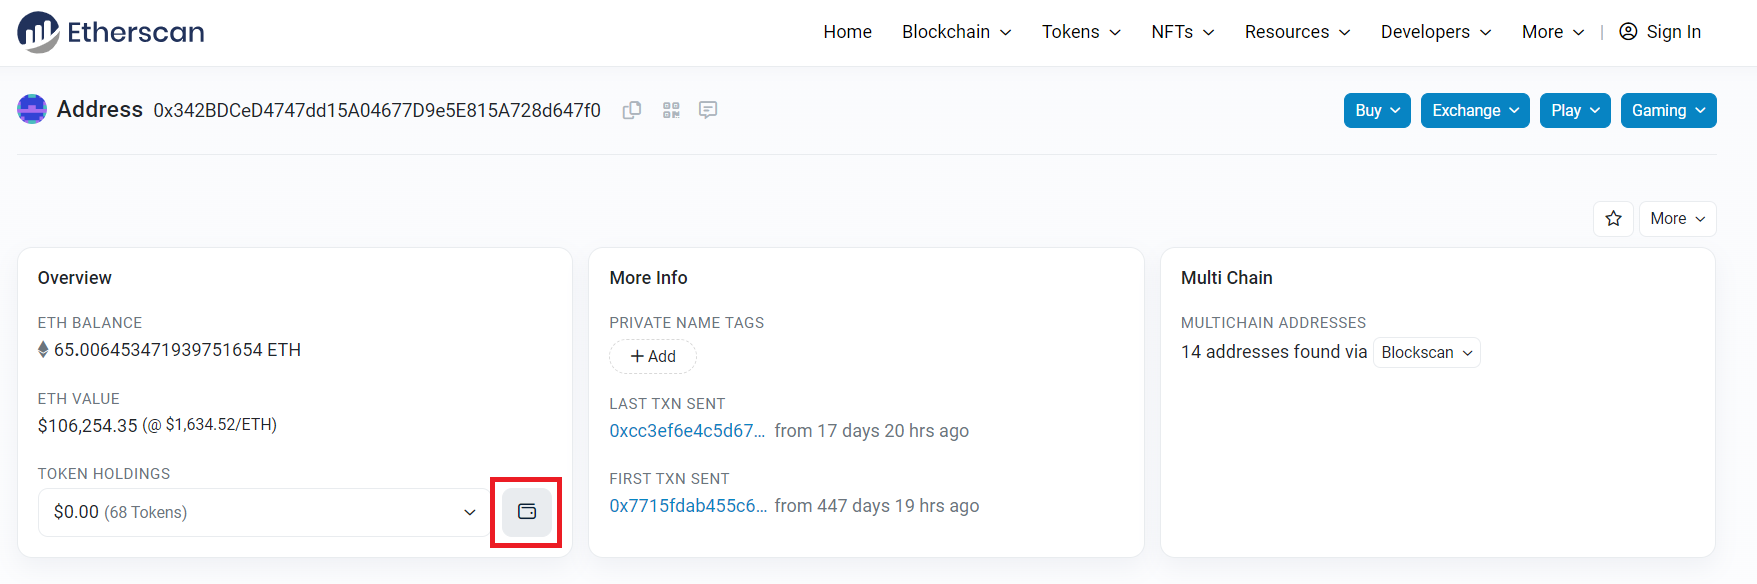 Etherscan
Home Blockchain Tokens NFTs Resources Developers More | Sign In
Address 0x342BDCeD4747dd15A04677D9e5E815A728d647f0
Buy Exchange Play Gaming
More
Overview
ETH BALANCE
65.006453471939751654 ETH
ETH VALUE
$106,254.35 (@ $1,634.52/ETH)
TOKEN HOLDINGS
$0.00 (68 Tokens)
More Info
PRIVATE NAME TAGS
+ Add
LAST TXN SENT
0xcc3ef6e4c5d67... from 17 days 20 hrs ago
FIRST TXN SENT
0x7715fdab455c6... from 447 days 19 hrs ago
Multi Chain
MULTICHAIN ADDRESSES
14 addresses found via Blockscan